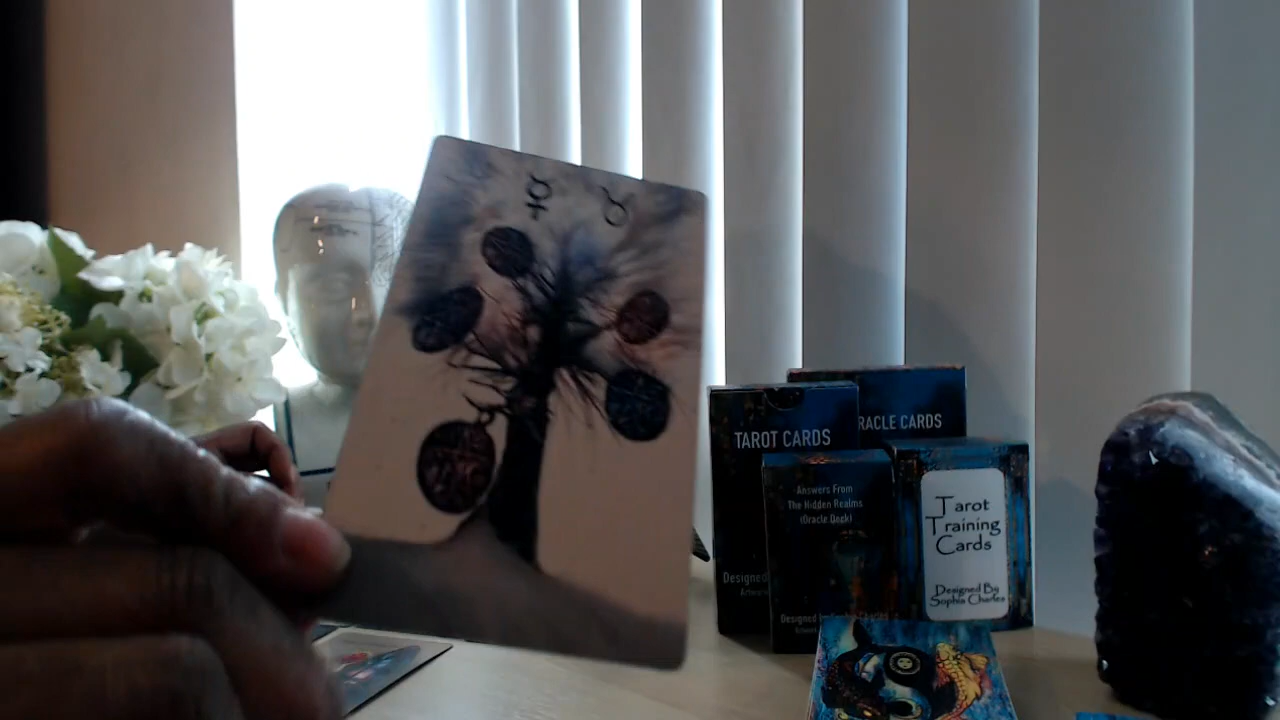 TAROT CARDS
ORACLE CARDS
Answers From
The Hidden Realms
(Oracle Deck)
Tarot
Training
Cards
Designed By
Sophia Charles
Designed
Designed